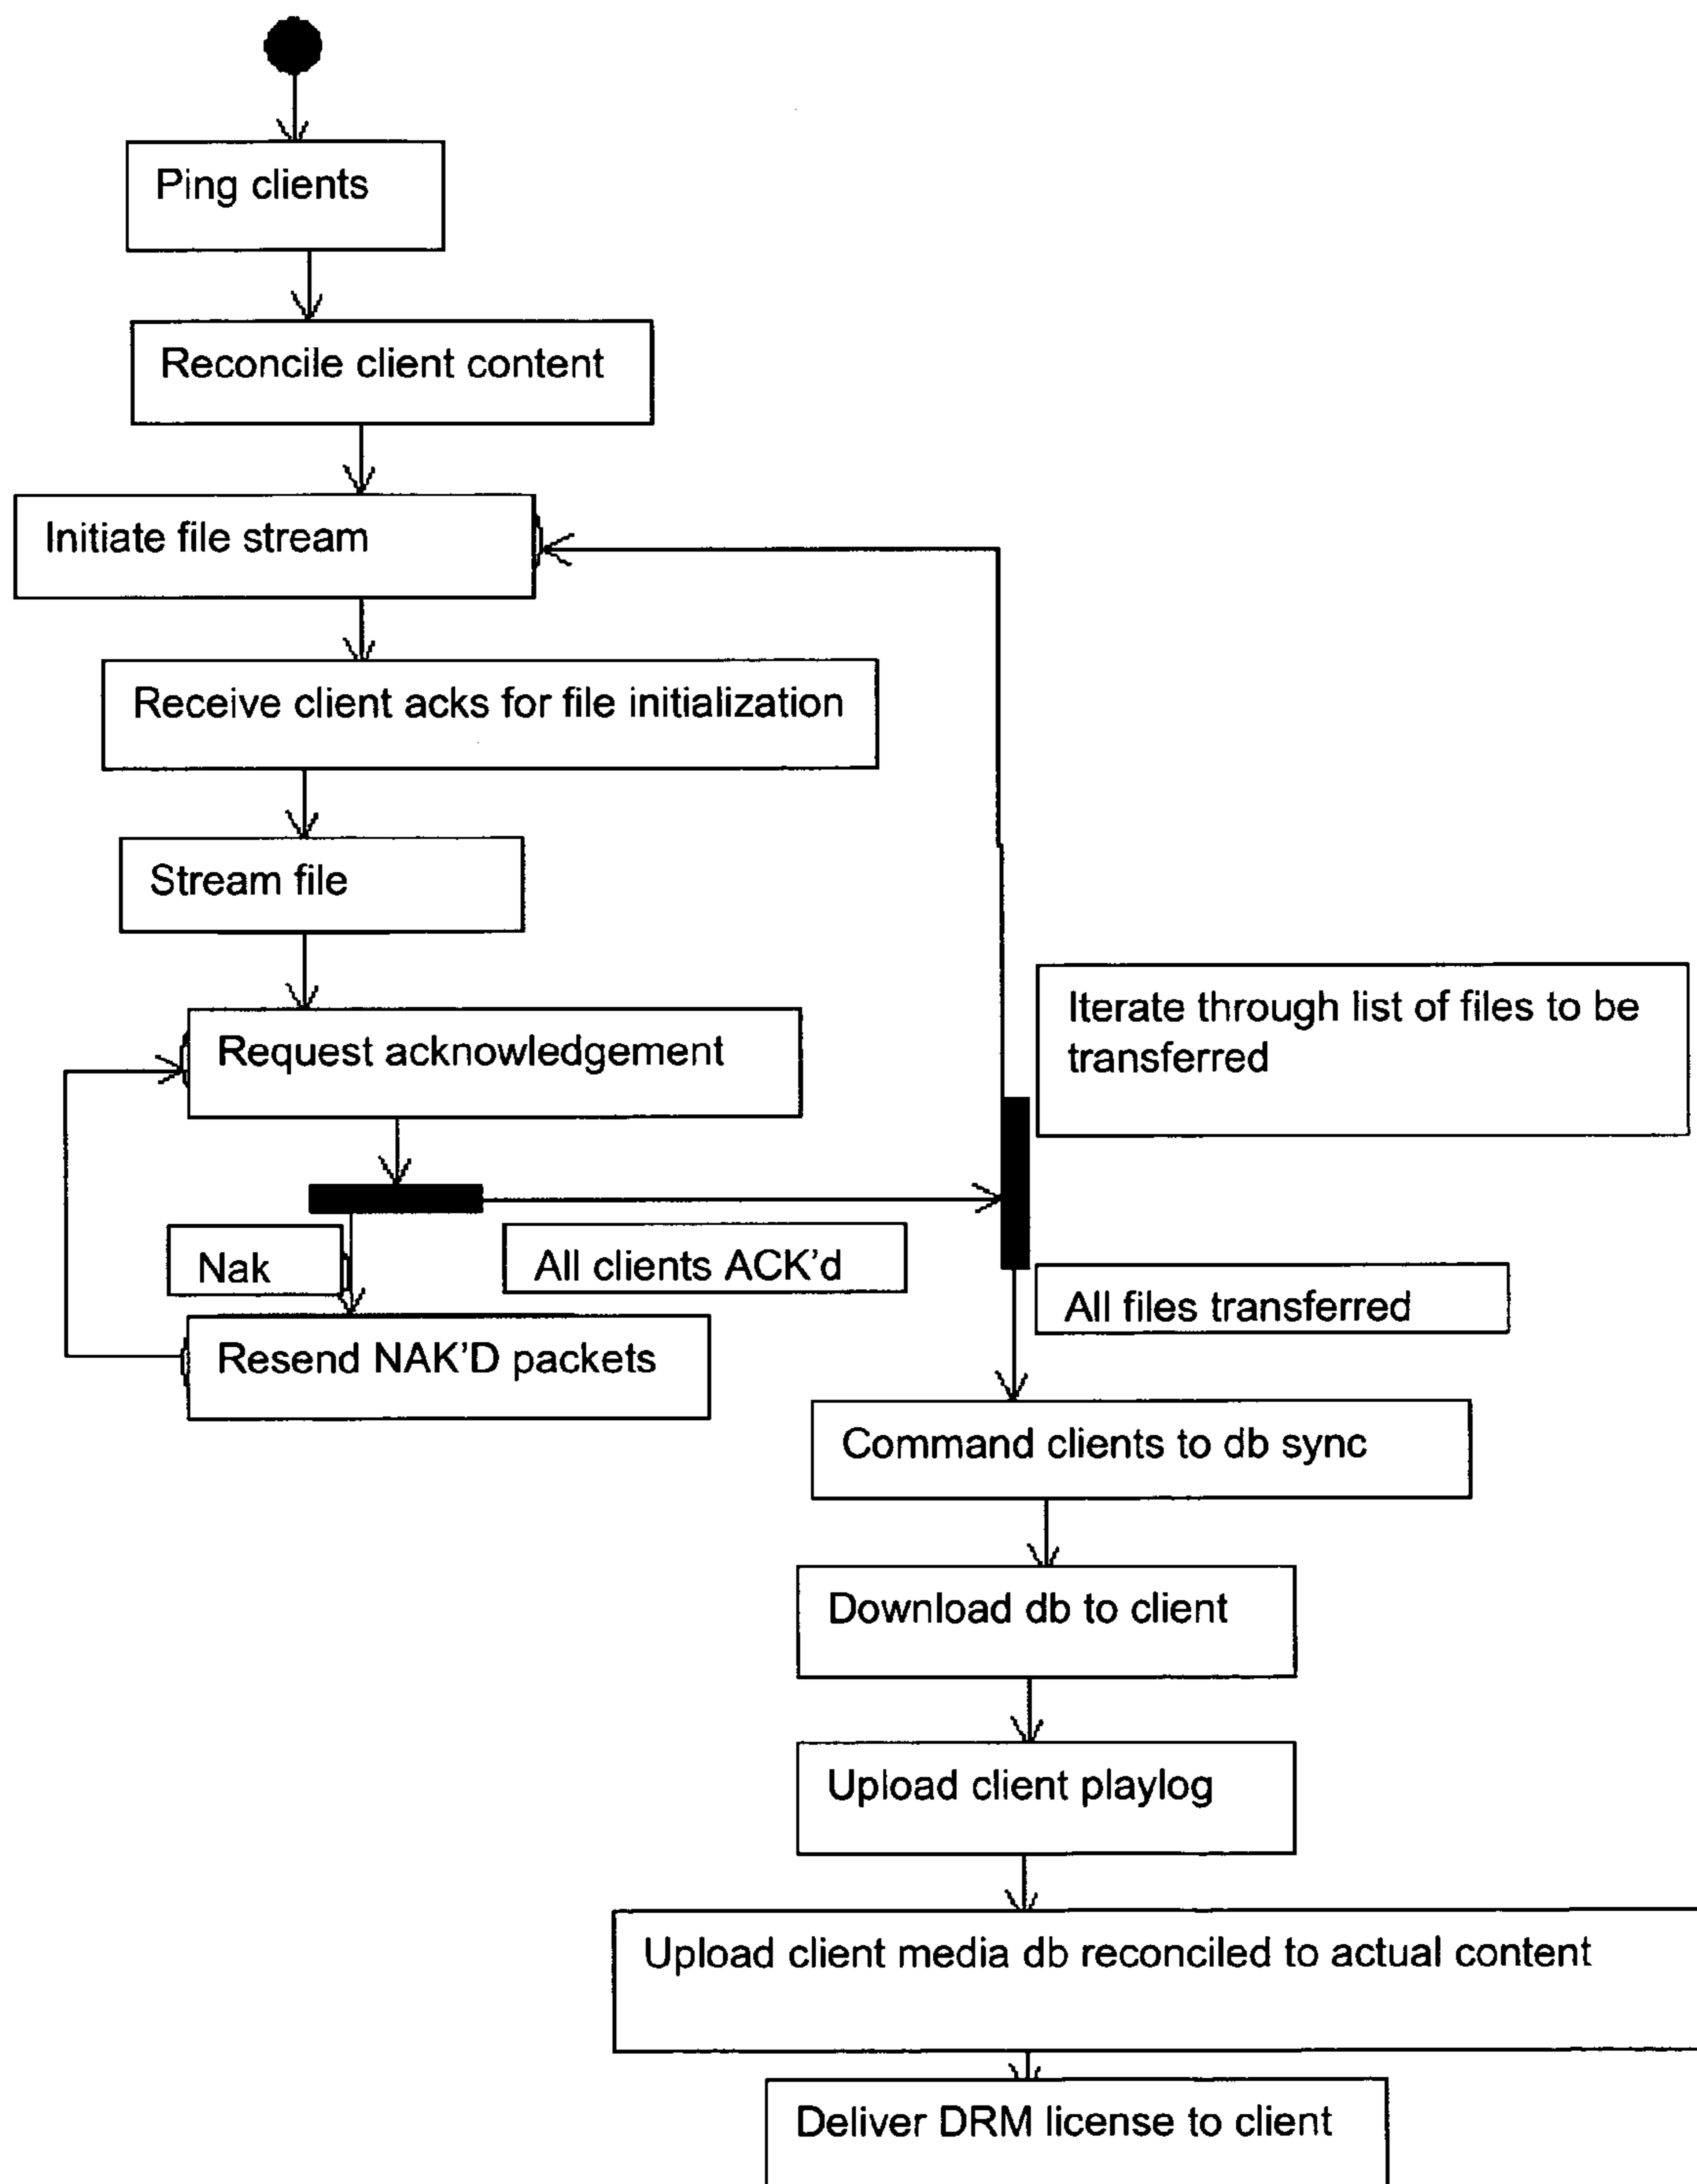 Ping clients
Reconcile client content
Initiate file stream
Receive client acks for file initialization
Stream file
Iterate through list of files to be
transferred
Request acknowledgement
Nak
All clients ACK'd
All files transferred
Resend NAK'D packets
Command clients to db sync
Download db to client
Upload client playlog
Upload client media db reconciled to actual content
Deliver DRM license to client